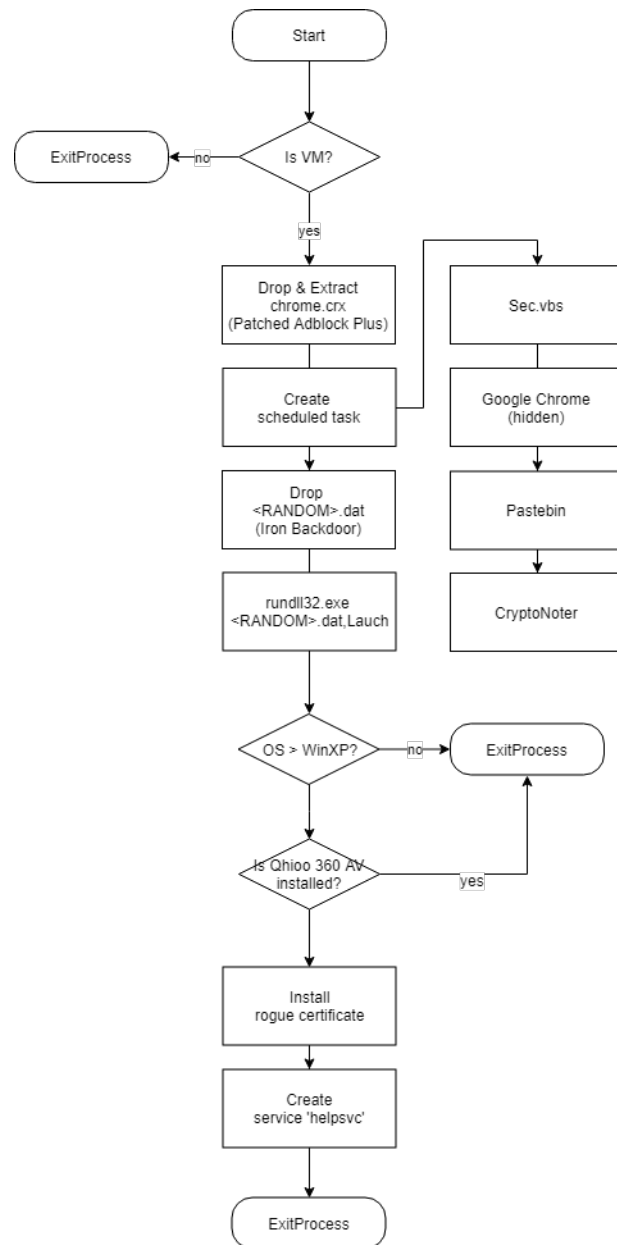 Start
Is VM?
no
ExitProcess
yes
Drop & Extract
chrome.crx
(Patched Adblock Plus)
Sec.vbs
Create
scheduled task
Google Chrome
(hidden)
Drop
<RANDOM>.dat
(Iron Backdoor)
Pastebin
rundll32.exe
<RANDOM>.dat,Lauch
CryptoNoter
OS > WinXP?
no
ExitProcess
Is Qhioo 360 AV
installed?
yes
Install
rogue certificate
Create
service 'helpsvc'
ExitProcess